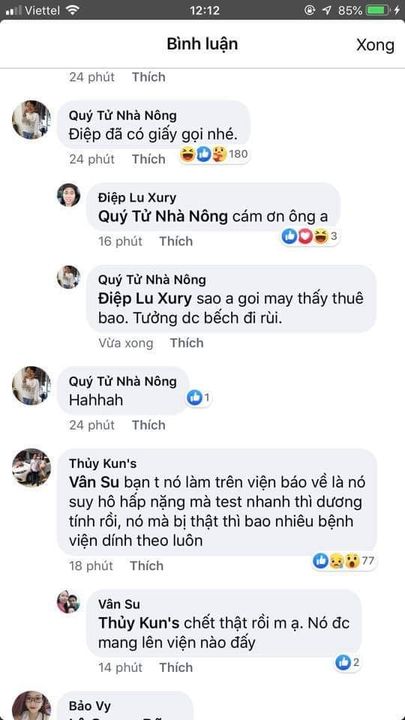 Viettel 12:12 85%
Bình luận Xong
24 phút Thích
Quý Tử Nhà Nông
Điệp đã có giấy gọi nhé.
24 phút Thích 180
Điệp Lu Xury
Quý Tử Nhà Nông cám ơn ông a
16 phút Thích 3
Quý Tử Nhà Nông
Điệp Lu Xury sao a goi may thấy thuê
bao. Tưởng dc bếch đi rùi.
Vừa xong Thích
Quý Tử Nhà Nông
Hahhah 1
24 phút Thích
Thủy Kun's
Vân Su bạn t nó làm trên viện báo về là nó
suy hô hấp nặng mà test nhanh thì dương
tính rồi, nó mà bị thật thì bao nhiêu bệnh
viện dính theo luôn
18 phút Thích 77
Vân Su
Thủy Kun's chết thật rồi m ạ. Nó đc
mang lên viện nào đấy
14 phút Thích 2
Bảo Vy